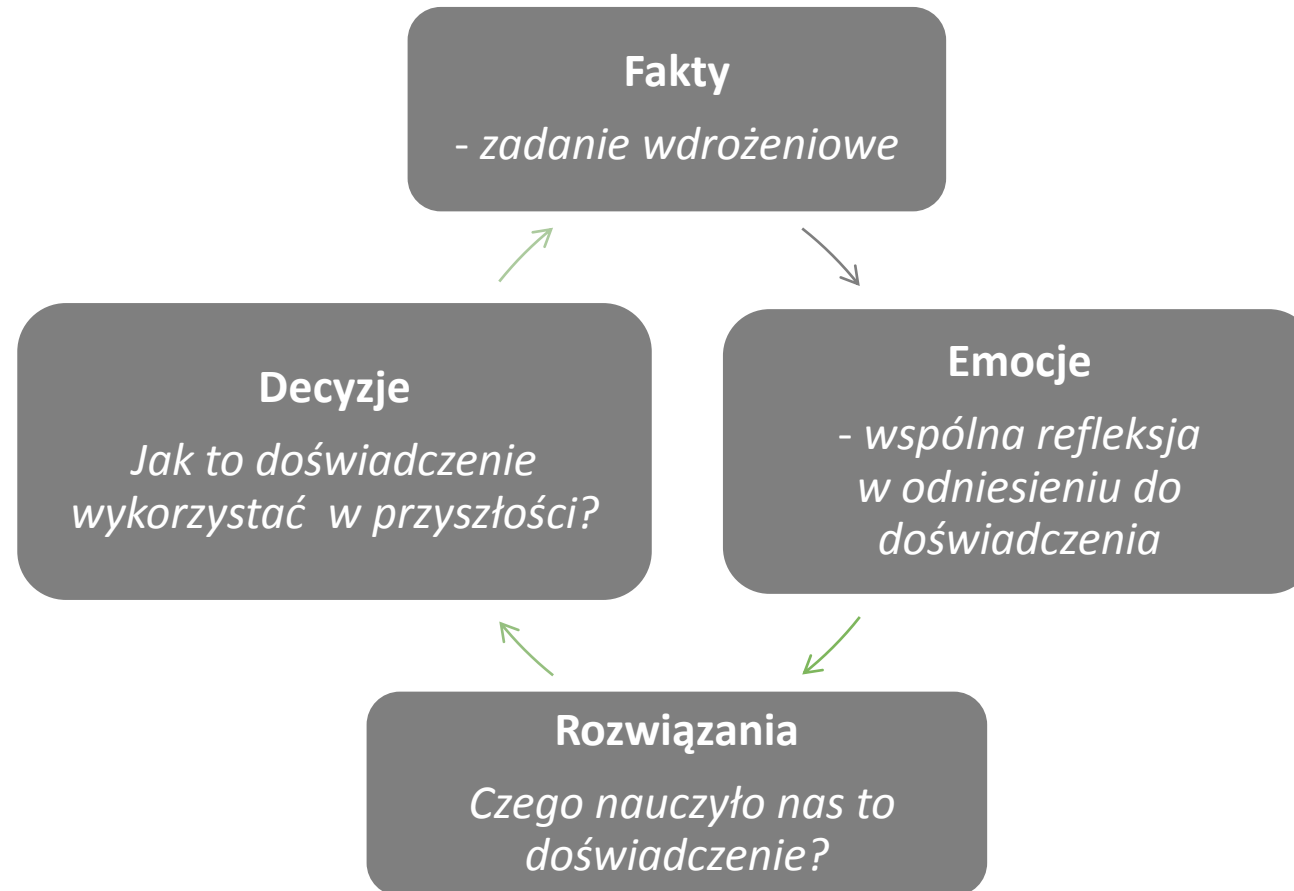 Fakty
- zadanie wdrożeniowe
Decyzje
Jak to doświadczenie
wykorzystać  w przyszłości?
Emocje
- wspólna refleksja
w odniesieniu do
doświadczenia
Rozwiązania
Czego nauczyło nas to
doświadczenie?